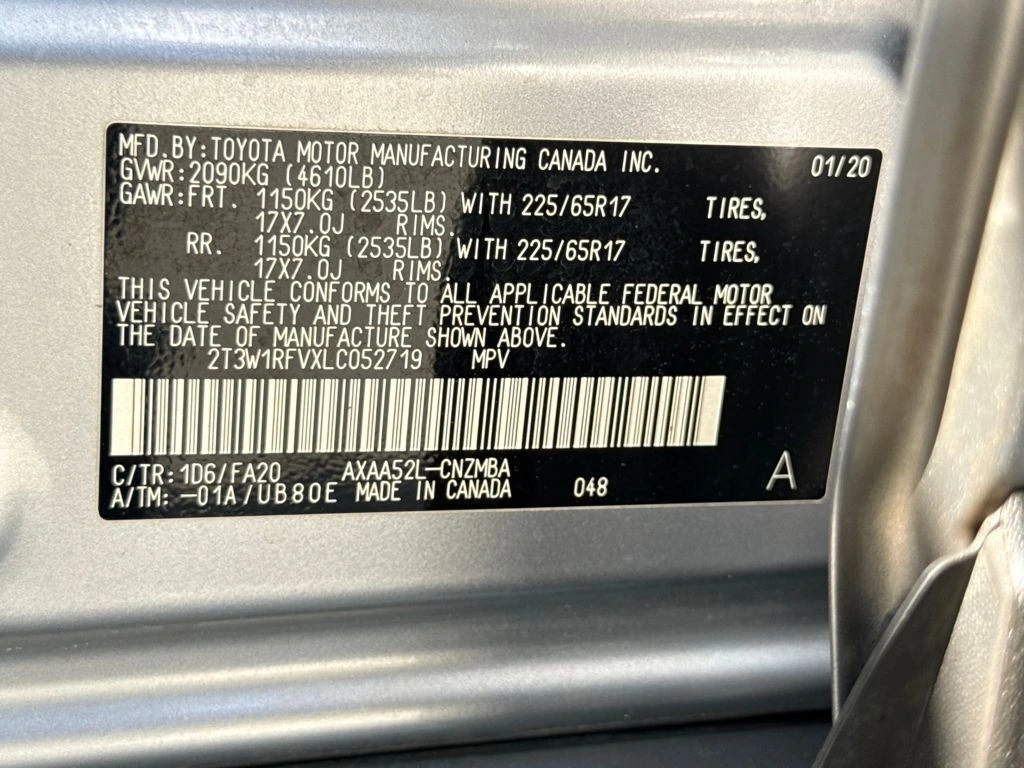 MFD.BY:TOYOTA MOTOR MANUFACTURING CANADA INC. 01/20
GVWR:2090KG (4610LB)
GAWR:FRT. 1150KG (2535LB) WITH 225/65R17 TIRES,
17X7.0J RIMS.
RR. 1150KG (2535LB) WITH 225/65R17 TIRES,
17X7.0J RIMS.
THIS VEHICLE CONFORMS TO ALL APPLICABLE FEDERAL MOTOR
VEHICLE SAFETY AND THEFT PREVENTION STANDARDS IN EFFECT ON
THE DATE OF MANUFACTURE SHOWN ABOVE.
2T3W1RFVXLC052719 MPV
C/TR:1D6/FA20 AXAA52L-CNZMBA A
A/TM:-01A/UB80E MADE IN CANADA 048